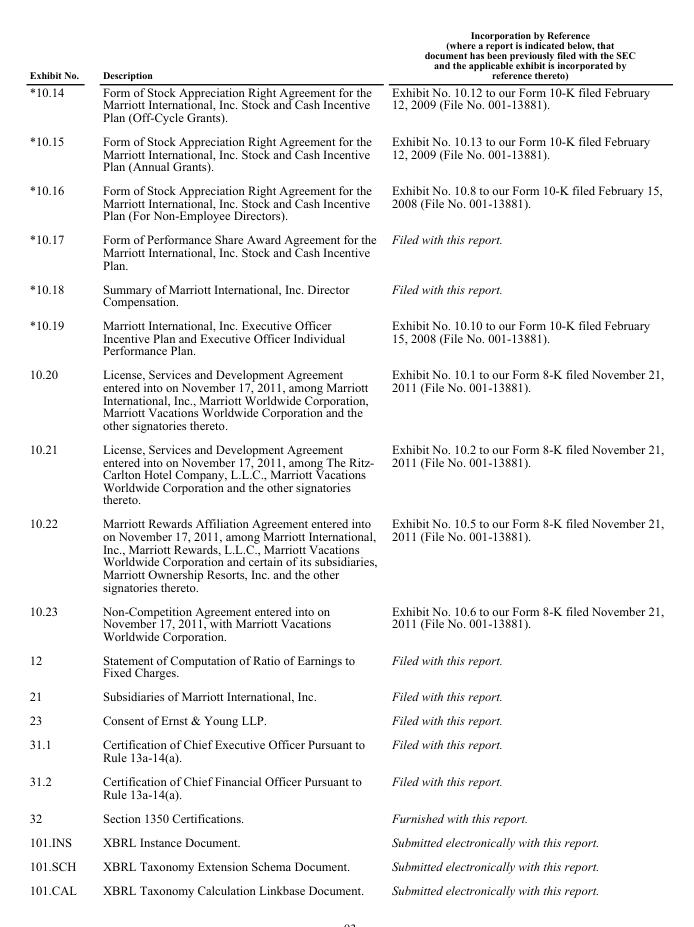 Incorporation by Reference
(where a report is indicated below, that
document has been previously filed with the SEC
and the applicable exhibit is incorporated by
reference thereto)
Exhibit No. Description
*10.14 Form of Stock Appreciation Right Agreement for the Exhibit No. 10.12 to our Form 10-K filed February
Marriott International, Inc. Stock and Cash Incentive 12, 2009 (File No. 001-13881).
Plan (Off-Cycle Grants).
*10.15 Form of Stock Appreciation Right Agreement for the Exhibit No. 10.13 to our Form 10-K filed February
Marriott International, Inc. Stock and Cash Incentive 12, 2009 (File No. 001-13881).
Plan (Annual Grants).
*10.16 Form of Stock Appreciation Right Agreement for the Exhibit No. 10.8 to our Form 10-K filed February 15,
Marriott International, Inc. Stock and Cash Incentive 2008 (File No. 001-13881).
Plan (For Non-Employee Directors).
*10.17 Form of Performance Share Award Agreement for the Filed with this report.
Marriott International, Inc. Stock and Cash Incentive
Plan.
*10.18 Summary of Marriott International, Inc. Director Filed with this report.
Compensation.
*10.19 Marriott International, Inc. Executive Officer Exhibit No. 10.10 to our Form 10-K filed February
Incentive Plan and Executive Officer Individual 15, 2008 (File No. 001-13881).
Performance Plan.
10.20 License, Services and Development Agreement Exhibit No. 10.1 to our Form 8-K filed November 21,
entered into on November 17, 2011, among Marriott 2011 (File No. 001-13881).
International, Inc., Marriott Worldwide Corporation,
Marriott Vacations Worldwide Corporation and the
other signatories thereto.
10.21 License, Services and Development Agreement Exhibit No. 10.2 to our Form 8-K filed November 21,
entered into on November 17, 2011, among The Ritz- 2011 (File No. 001-13881).
Carlton Hotel Company, L.L.C., Marriott Vacations
Worldwide Corporation and the other signatories
thereto.
10.22 Marriott Rewards Affiliation Agreement entered into Exhibit No. 10.5 to our Form 8-K filed November 21,
on November 17, 2011, among Marriott International, 2011 (File No. 001-13881).
Inc., Marriott Rewards, L.L.C., Marriott Vacations
Worldwide Corporation and certain of its subsidiaries,
Marriott Ownership Resorts, Inc. and the other
signatories thereto.
10.23 Non-Competition Agreement entered into on Exhibit No. 10.6 to our Form 8-K filed November 21,
November 17, 2011, with Marriott Vacations 2011 (File No. 001-13881).
Worldwide Corporation.
12 Statement of Computation of Ratio of Earnings to Filed with this report.
Fixed Charges.
21 Subsidiaries of Marriott International, Inc. Filed with this report.
23 Consent of Ernst & Young LLP. Filed with this report.
31.1 Certification of Chief Executive Officer Pursuant to Filed with this report.
Rule 13a-14(a).
31.2 Certification of Chief Financial Officer Pursuant to Filed with this report.
Rule 13a-14(a).
32 Section 1350 Certifications. Furnished with this report.
101.INS XBRL Instance Document. Submitted electronically with this report.
101.SCH XBRL Taxonomy Extension Schema Document. Submitted electronically with this report.
101.CAL XBRL Taxonomy Calculation Linkbase Document. Submitted electronically with this report.